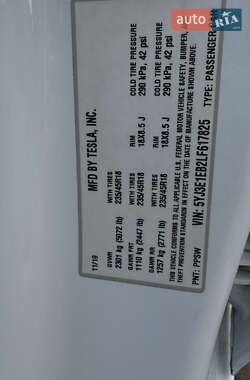 AUTO RIA
MFD BY TESLA, INC.
11/19
GVWR
2301 kg (5072 lb)
GAWR FR
1110 kg (2447 lb)
WITH TIRES
235/45R18
RIM
18X8.5 J
COLD TIRE PRESSURE
290 kPa, 42 psi
GAWR RR
1257 kg (2771 lb)
WITH TIRES
235/45R18
RIM
18X8.5 J
COLD TIRE PRESSURE
290 kPa, 42 psi
THIS VEHICLE CONFORMS TO ALL APPLICABLE U.S. FEDERAL MOTOR VEHICLE SAFETY, BUMPER,
THEFT PREVENTION STANDARDS IN EFFECT ON THE DATE OF MANUFACTURE SHOWN ABOVE.
VIN: 5YJ3E1EB2LF617625
TYPE: PASSENGER
PNT: PPSW